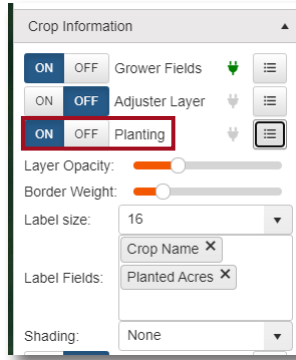 Crop Information
ON OFF Grower Fields
ON OFF Adjuster Layer
ON OFF Planting
Layer Opacity:
Border Weight:
Label size: 16
Crop Name ×
Label Fields: Planted Acres ×
Shading: None